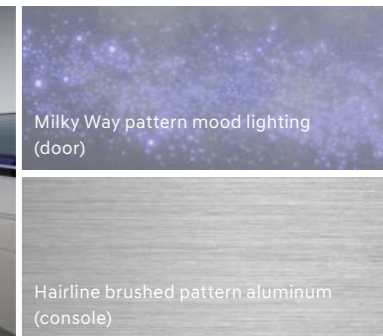 Milky Way pattern mood lighting
(door)
Hairline brushed pattern aluminum
(console)